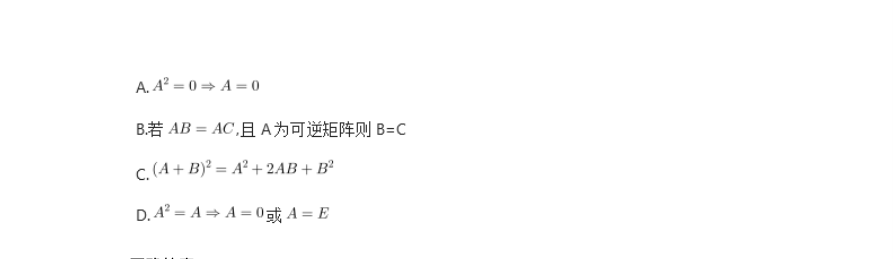 A. A² = 0 ⇒ A = 0
B.若 AB = AC,且 A 为可逆矩阵则 B=C
C. (A + B)² = A² + 2AB + B²
D. A² = A ⇒ A = 0或 A = E